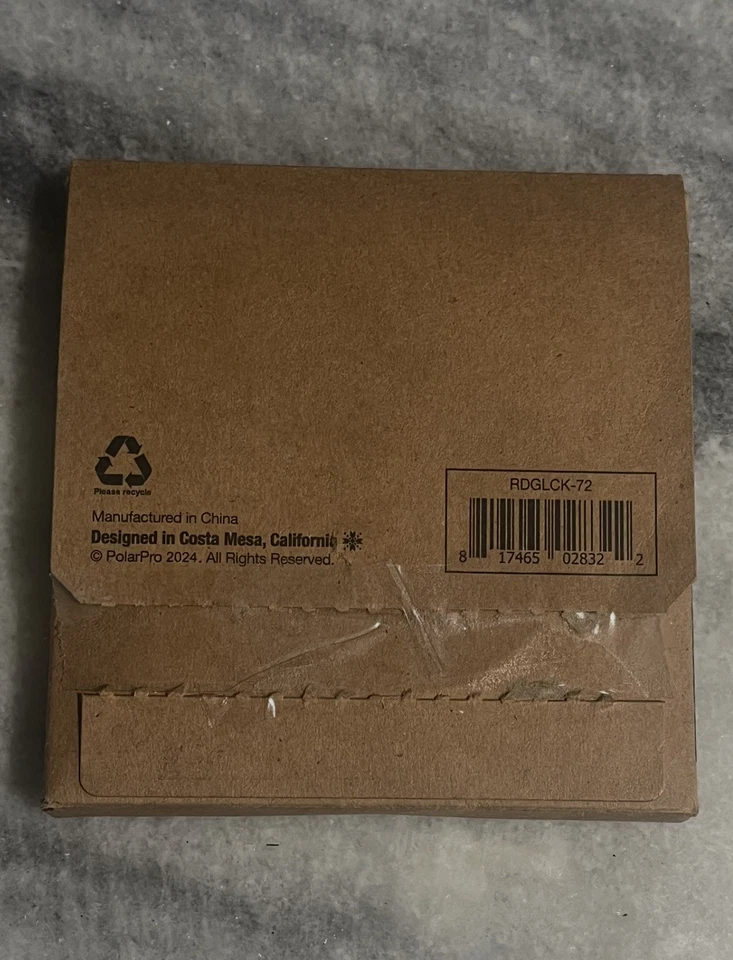 Please recycle
Manufactured in China
Designed in Costa Mesa, California
© PolarPro 2024. All Rights Reserved.
RDGLCK-72
8 17465 02832 2